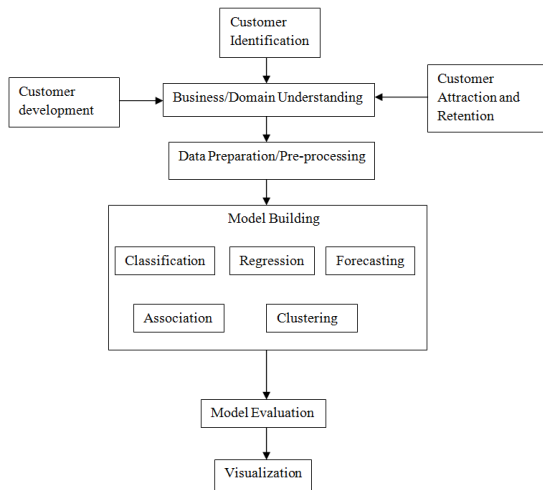 Customer
Identification
Customer
development
Business/Domain Understanding
Customer
Attraction and
Retention
Data Preparation/Pre-processing
Model Building
Classification
Regression
Forecasting
Association
Clustering
Model Evaluation
Visualization